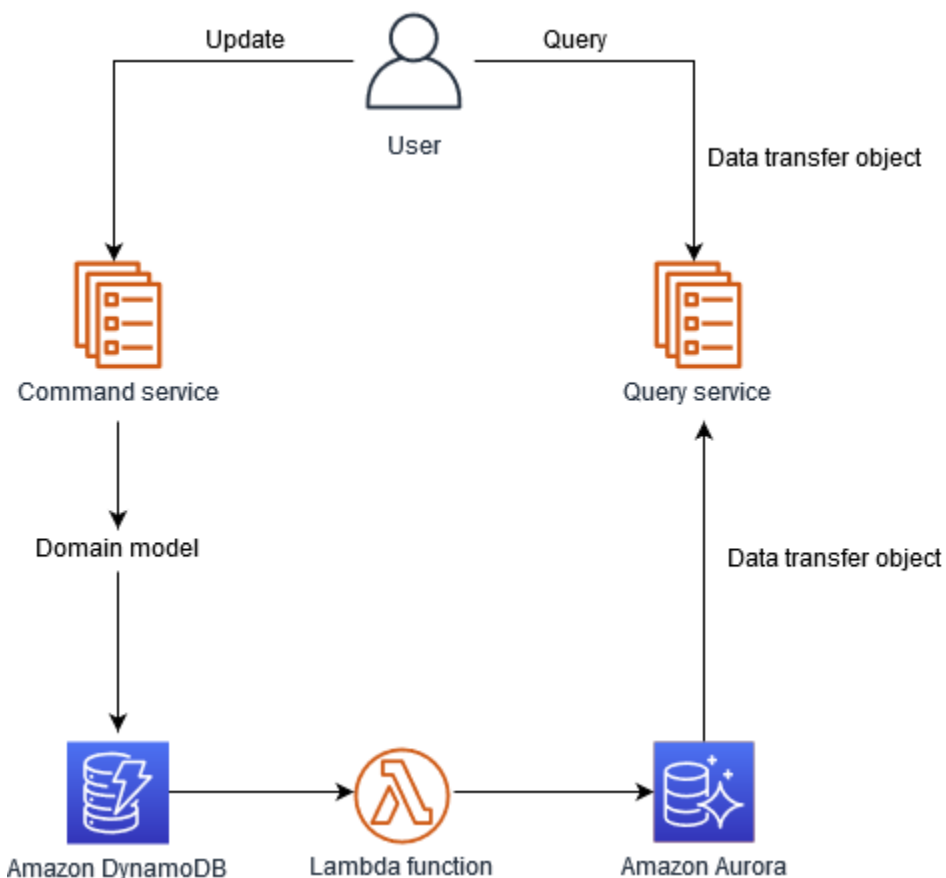 Update
Query
User
Data transfer object
Command service
Query service
Domain model
Data transfer object
Amazon DynamoDB
Lambda function
Amazon Aurora